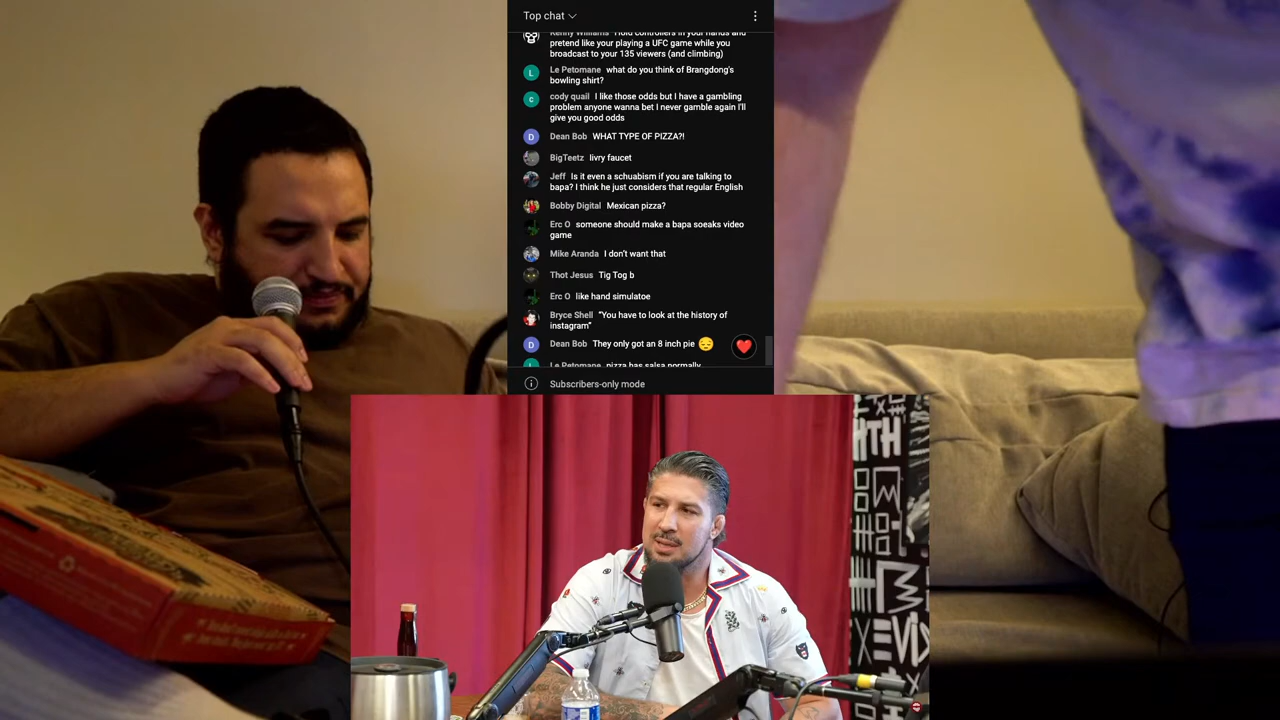 Top chat
Kenny Williams Hold controllers in your hands and
pretend like your playing a UFC game while you
broadcast to your 135 viewers (and climbing)
L Le Petomane what do you think of Brangdong's
bowling shirt?
c cody quail I like those odds but I have a gambling
problem anyone wanna bet I never gamble again I'll
give you good odds
D Dean Bob WHAT TYPE OF PIZZA?!
BigTeetz livry faucet
Jeff Is it even a schuabism if you are talking to
bapa? I think he just considers that regular English
Bobby Digital Mexican pizza?
Erc O someone should make a bapa soeaks video
game
Mike Aranda I don't want that
Thot Jesus Tig Tog b
Erc O like hand simulatoe
Bryce Shell "You have to look at the history of
instagram"
D Dean Bob They only got an 8 inch pie 😔
L Le Petomane pizza has salsa normally
Subscribers-only mode